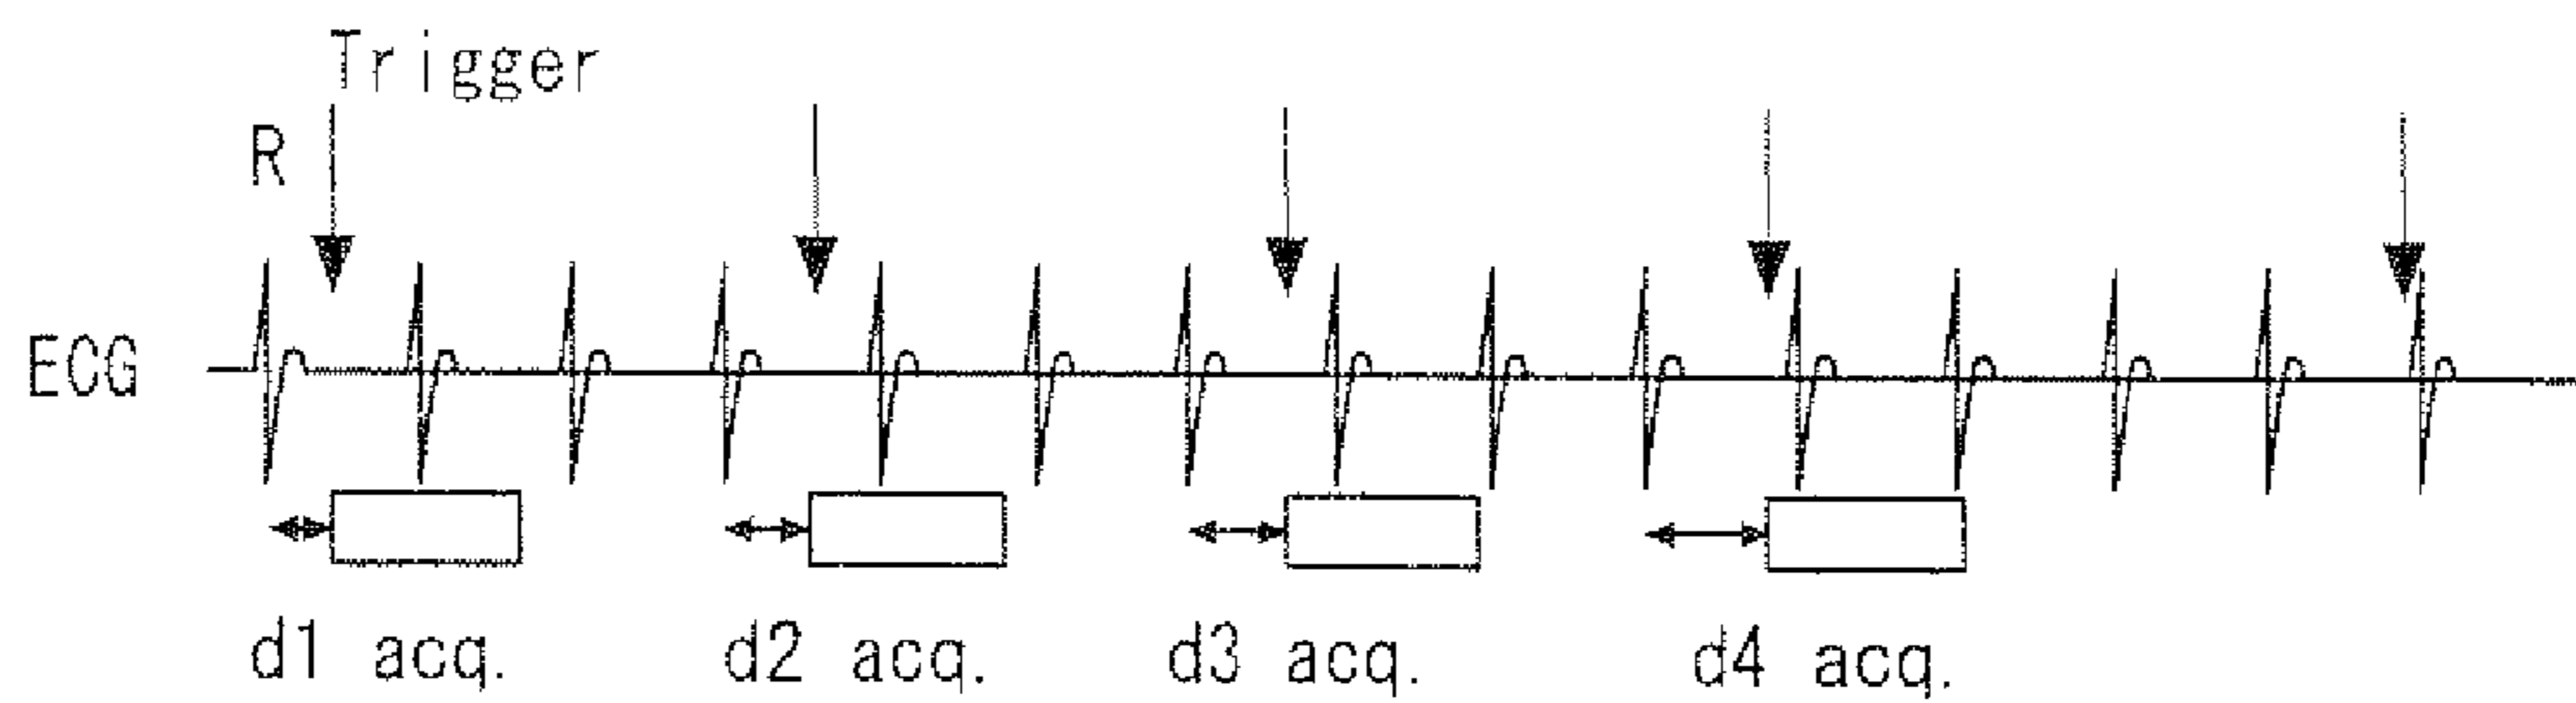 Trigger
R
ECG
d1 acq. d2 acq. d3 acq. d4 acq.